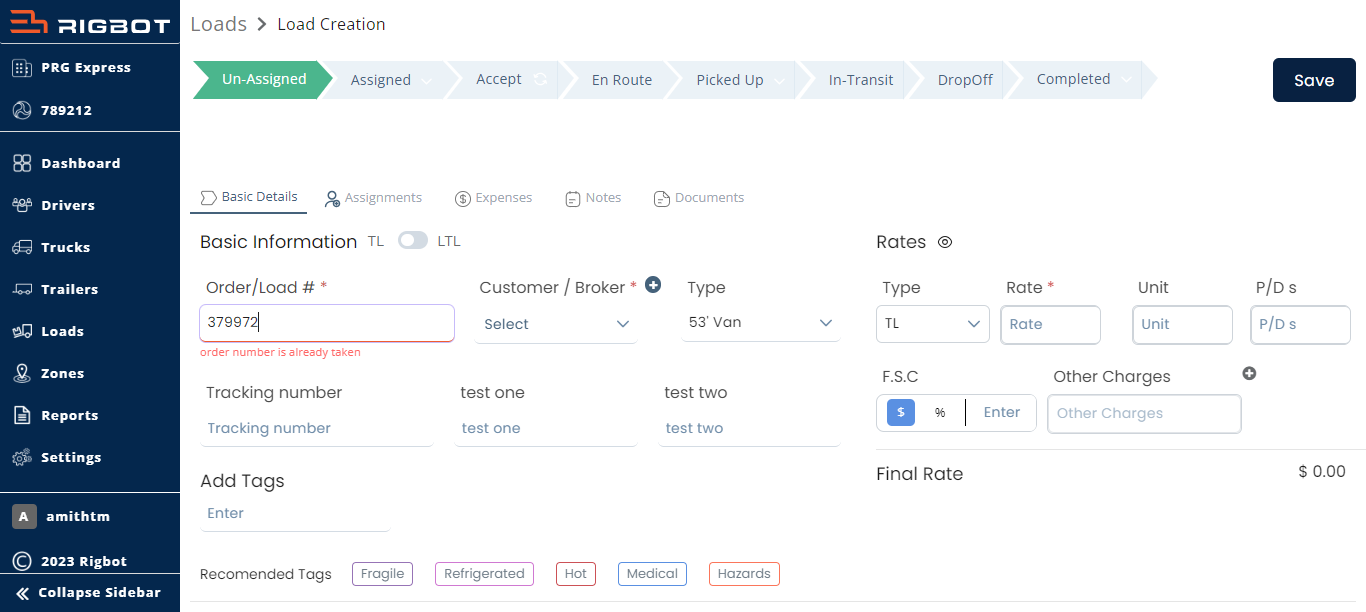 RIGBOT
PRG Express
789212
Dashboard
Drivers
Trucks
Trailers
Loads
Zones
Reports
Settings
A amithtm
2023 Rigbot
Collapse Sidebar
Loads > Load Creation
Un-Assigned Assigned Accept En Route Picked Up In-Transit DropOff Completed
Save
Basic Details Assignments Expenses Notes Documents
Basic Information TL LTL
Order/Load # * Customer / Broker * Type
379972 Select 53' Van
order number is already taken
Tracking number test one test two
Tracking number test one test two
Add Tags
Enter
Recomended Tags Fragile Refrigerated Hot Medical Hazards
Rates
Type Rate * Unit P/D s
TL Rate Unit P/D s
F.S.C Other Charges
$ % Enter Other Charges
Final Rate $ 0.00